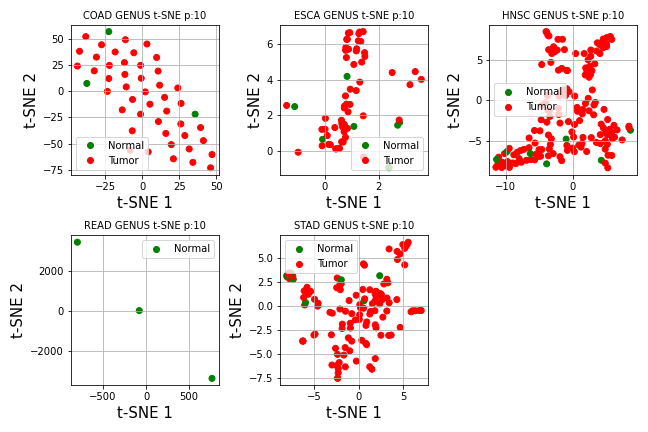 COAD GENUS t-SNE p:10
t-SNE 2
50
25
0
−25
−50
−75
Normal
Tumor
−25
0
25
50
t-SNE 1
ESCA GENUS t-SNE p:10
t-SNE 2
6
4
2
0
Normal
Tumor
0
2
t-SNE 1
HNSC GENUS t-SNE p:10
t-SNE 2
5
0
−5
Normal
Tumor
−10
0
t-SNE 1
READ GENUS t-SNE p:10
t-SNE 2
2000
0
−2000
Normal
−500
0
500
t-SNE 1
STAD GENUS t-SNE p:10
t-SNE 2
5.0
2.5
0.0
−2.5
−5.0
−7.5
Normal
Tumor
−5
0
5
t-SNE 1